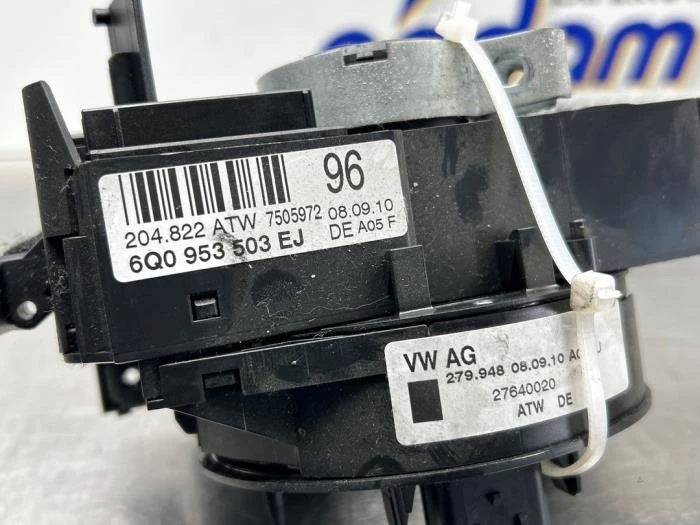 96
204.822 ATW 7505972 08.09.10
6Q0 953 503 EJ DE A05 F
VW AG
279.948 08.09.10
27640020
ATW DE